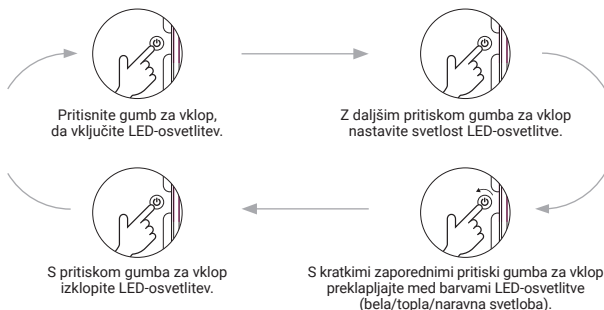 Pritisnite gumb za vklop,
da vključite LED-osvetlitev.
Z daljšim pritiskom gumba za vklop
nastavite svetlost LED-osvetlitve.
S kratkimi zaporednimi pritiski gumba za vklop
preklapljajte med barvami LED-osvetlitve
(bela/topla/naravna svetloba).
S pritiskom gumba za vklop
izklopite LED-osvetlitev.